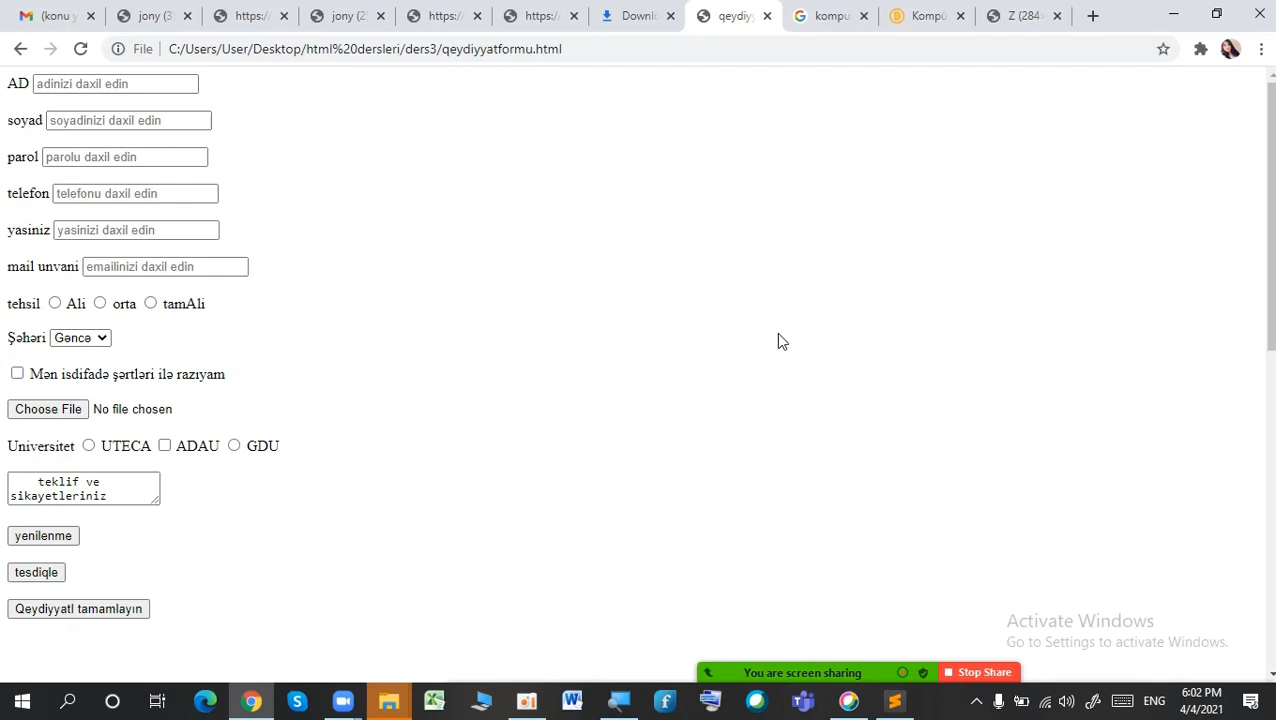 (konu y
jony (3)
https://
jony (2)
https://
https://
Downlo
qeydiyy
kompu
Kompü
Z (284×
File
C:/Users/User/Desktop/html%20dersleri/ders3/qeydiyyatformu.html
AD adinizi daxil edin
soyad soyadinizi daxil edin
parol parolu daxil edin
telefon telefonu daxil edin
yasiniz yasinizi daxil edin
mail unvani emailinizi daxil edin
tehsil Ali orta tamAli
Şəhəri Gəncə
Mən isdifadə şərtləri ilə razıyam
Choose File No file chosen
Universitet UTECA ADAU GDU
teklif ve
sikayetleriniz
yenilenme
tesdiqle
Qeydiyyatl tamamlayın
Activate Windows
Go to Settings to activate Windows.
You are screen sharing
Stop Share
ENG
6:02 PM
4/4/2021